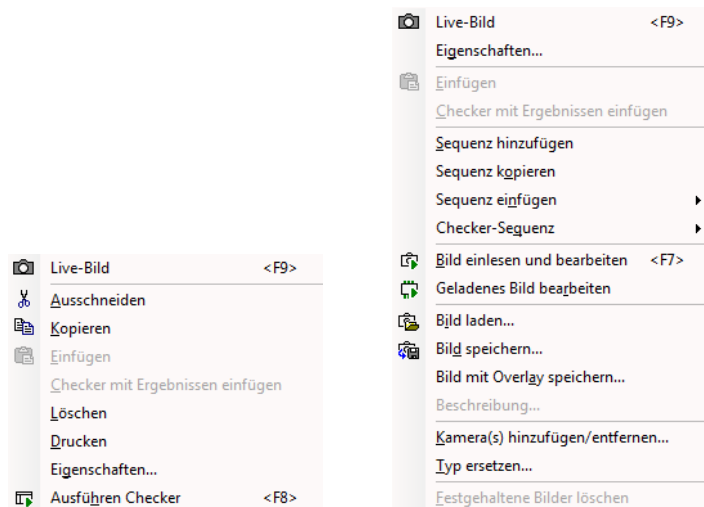 Live-Bild <F9>
Ausschneiden
Kopieren
Einfügen
Checker mit Ergebnissen einfügen
Löschen
Drucken
Eigenschaften...
Ausführen Checker <F8>
Live-Bild <F9>
Eigenschaften...
Einfügen
Checker mit Ergebnissen einfügen
Sequenz hinzufügen
Sequenz kopieren
Sequenz einfügen
Checker-Sequenz
Bild einlesen und bearbeiten <F7>
Geladenes Bild bearbeiten
Bild laden...
Bild speichern...
Bild mit Overlay speichern...
Beschreibung...
Kamera(s) hinzufügen/entfernen...
Typ ersetzen...
Festgehaltene Bilder löschen